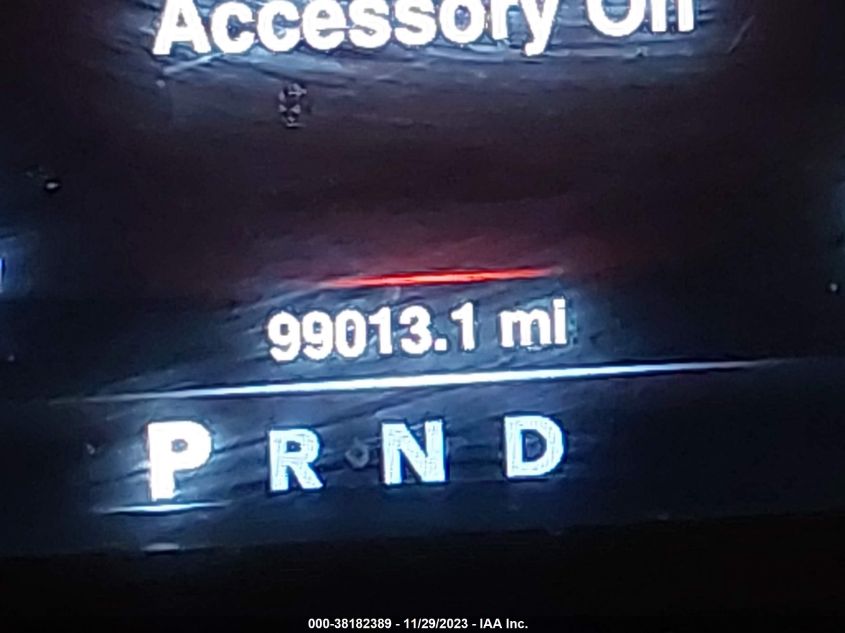 Accessory On
99013.1 mi
P R N D
000-38182389 - 11/29/2023 - IAA Inc.